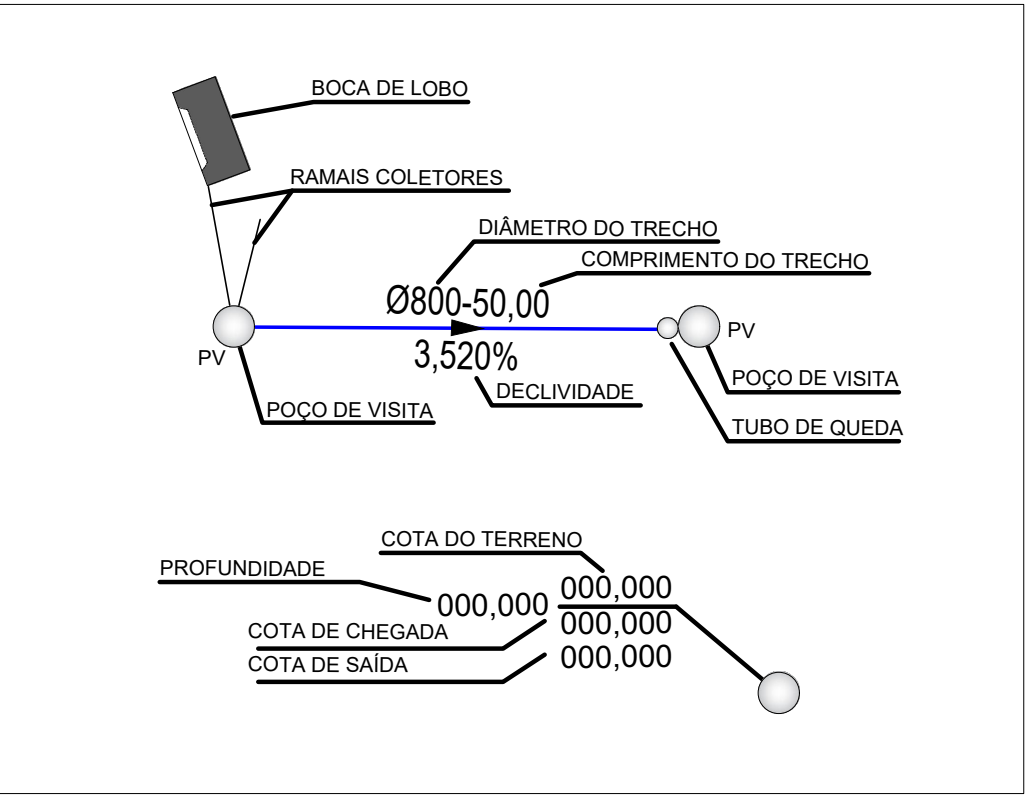 BOCA DE LOBO
RAMAIS COLETORES
DIÂMETRO DO TRECHO
COMPRIMENTO DO TRECHO
Ø800-50,00
PV
PV
3,520%
POÇO DE VISITA
DECLIVIDADE
POÇO DE VISITA
TUBO DE QUEDA
COTA DO TERRENO
PROFUNDIDADE
000,000
000,000
COTA DE CHEGADA
000,000
COTA DE SAÍDA
000,000